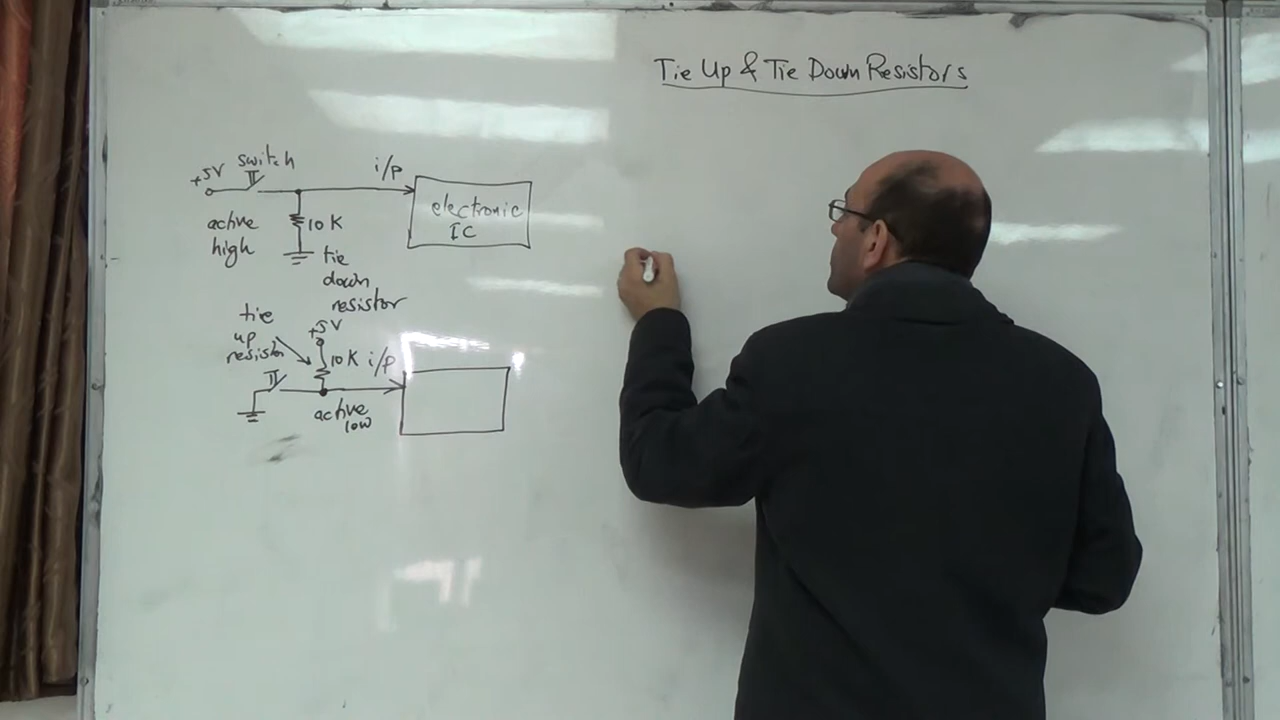 Tie Up & Tie Down Resistors
+5V switch
i/p
electronic
IC
active
high
10 K
tie
down
resistor
tie
up
resistor
+5V
10K i/p
active
low